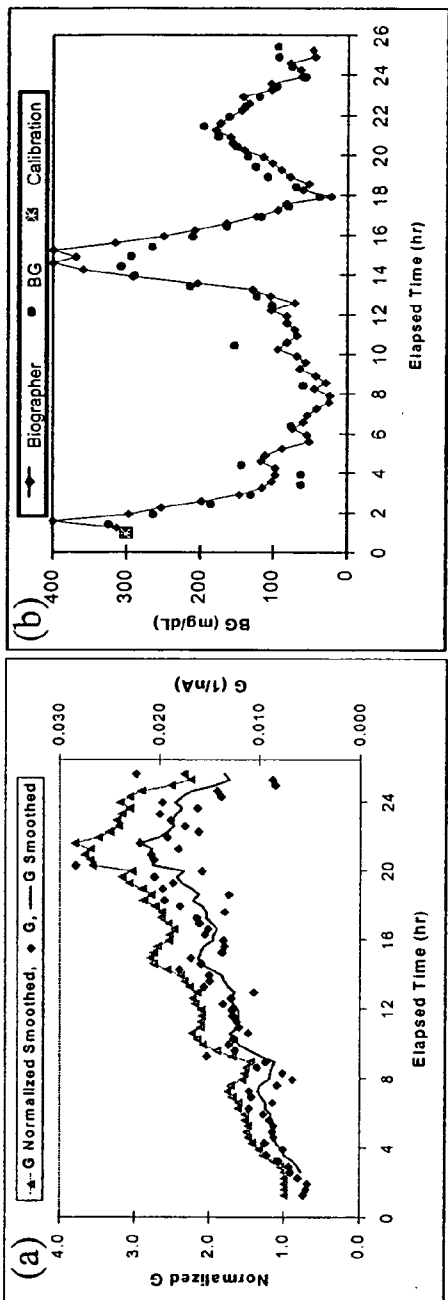 (a)
G Normalized Smoothed, G, G Smoothed
Normalized G
4.0
3.0
2.0
1.0
0.0
G (1/nA)
0.030
0.020
0.010
0.000
0 4 8 12 16 20 24
Elapsed Time (hr)
(b)
Biographer BG Calibration
BG (mg/dL)
400
300
200
100
0
0 2 4 6 8 10 12 14 16 18 20 22 24 26
Elapsed Time (hr)